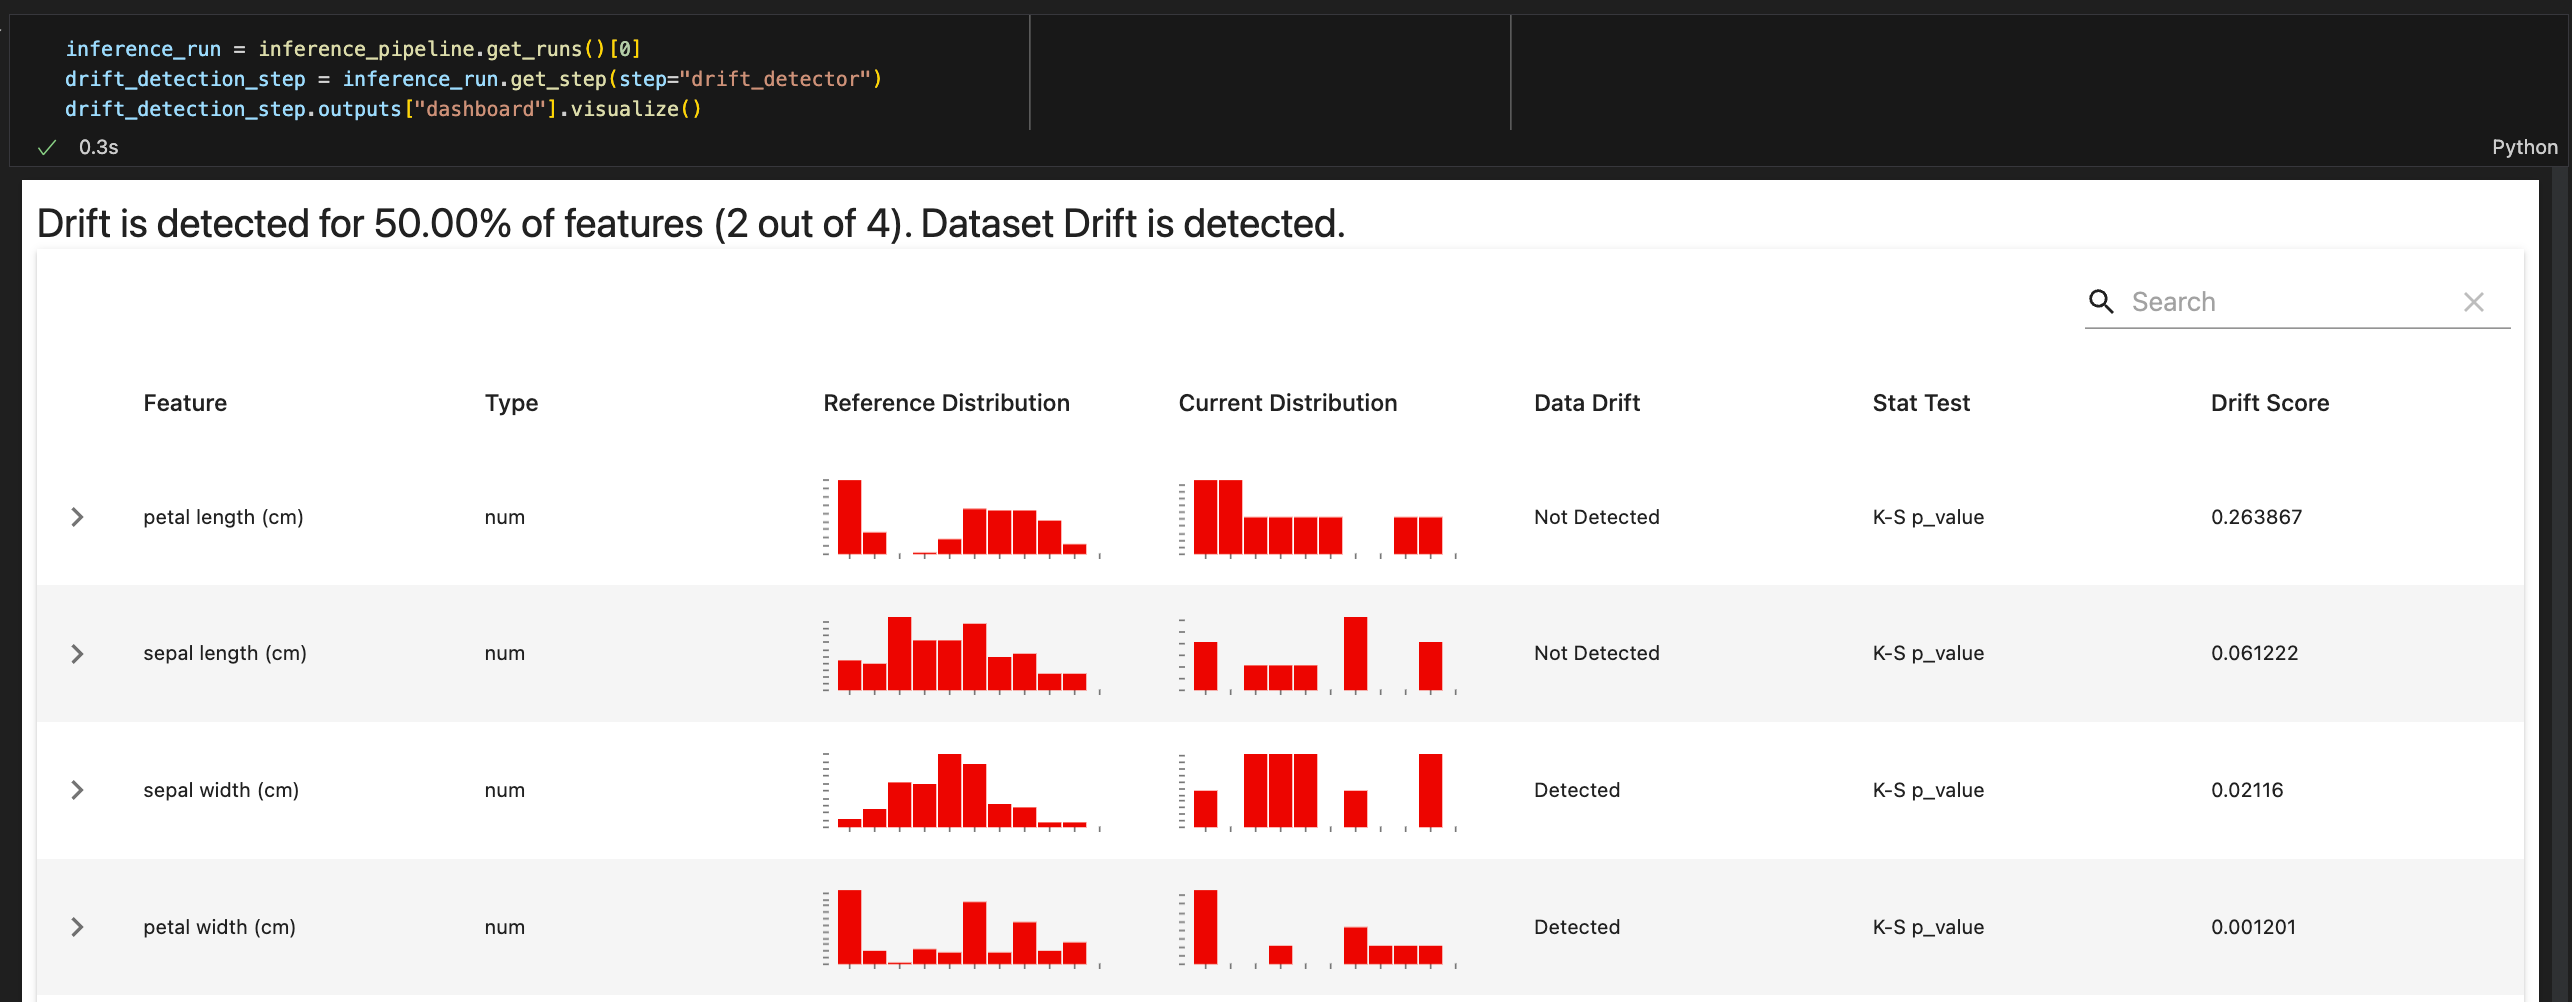 inference_run = inference_pipeline.get_runs()[0]
drift_detection_step = inference_run.get_step(step="drift_detector")
drift_detection_step.outputs["dashboard"].visualize()
0.3s
Python
Drift is detected for 50.00% of features (2 out of 4). Dataset Drift is detected.
Search
Feature Type Reference Distribution Current Distribution Data Drift Stat Test Drift Score
petal length (cm) num Not Detected K-S p_value 0.263867
sepal length (cm) num Not Detected K-S p_value 0.061222
sepal width (cm) num Detected K-S p_value 0.02116
petal width (cm) num Detected K-S p_value 0.001201